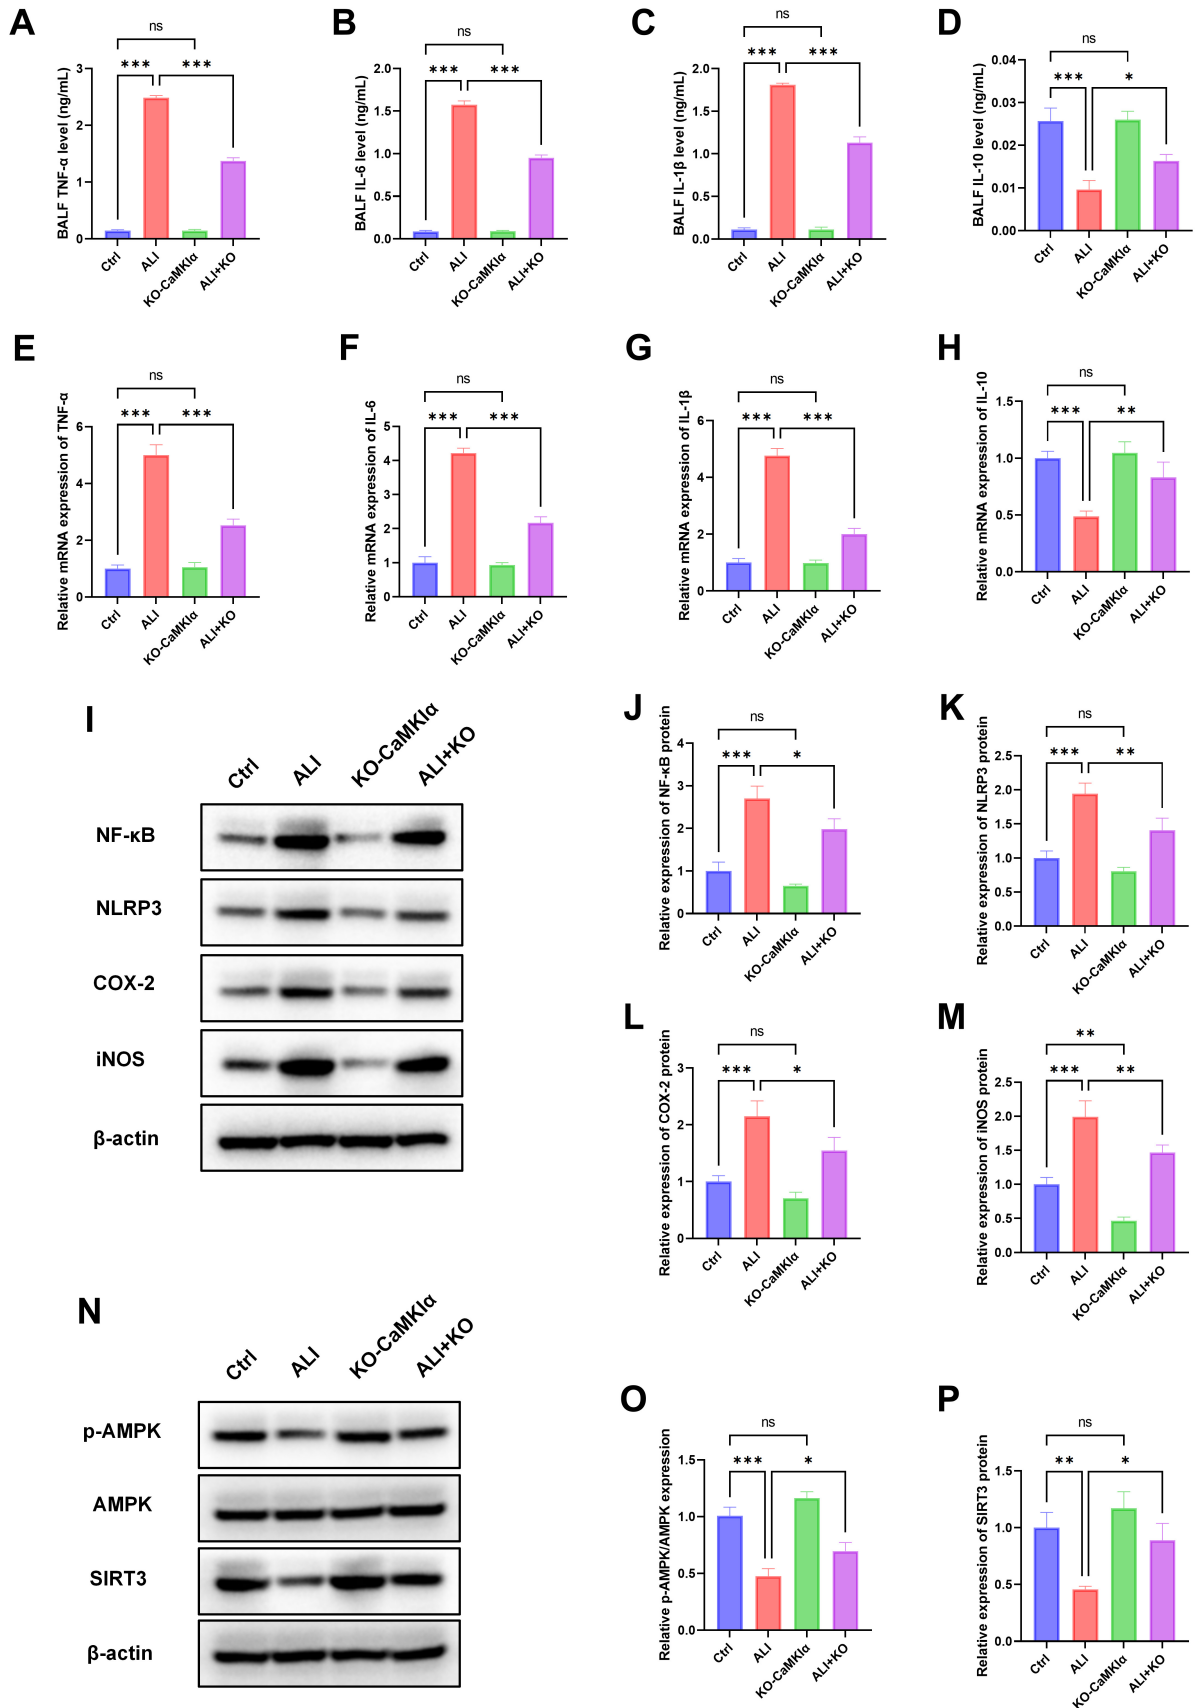 A
BALF TNF-α level (ng/mL)
3
2
1
0
ns
***
***
Ctrl
ALI
KO-CaMKIα
ALI+KO
B
BALF IL-6 level (ng/mL)
2.0
1.5
1.0
0.5
0.0
ns
***
***
Ctrl
ALI
KO-CaMKIα
ALI+KO
C
BALF IL-1β level (ng/mL)
2.0
1.5
1.0
0.5
0.0
ns
***
***
Ctrl
ALI
KO-CaMKIα
ALI+KO
D
BALF IL-10 level (ng/mL)
0.04
0.03
0.02
0.01
0.00
ns
***
*
Ctrl
ALI
KO-CaMKIα
ALI+KO
E
Relative mRNA expression of TNF-α
6
4
2
0
ns
***
***
Ctrl
ALI
KO-CaMKIα
ALI+KO
F
Relative mRNA expression of IL-6
5
4
3
2
1
0
ns
***
***
Ctrl
ALI
KO-CaMKIα
ALI+KO
G
Relative mRNA expression of IL-1β
6
4
2
0
ns
***
***
Ctrl
ALI
KO-CaMKIα
ALI+KO
H
Relative mRNA expression of IL-10
1.5
1.0
0.5
0.0
ns
***
**
Ctrl
ALI
KO-CaMKIα
ALI+KO
I
Ctrl
ALI
KO-CaMKIα
ALI+KO
NF-κB
NLRP3
COX-2
iNOS
β-actin
J
Relative expression of NF-κB protein
4
3
2
1
0
ns
***
*
Ctrl
ALI
KO-CaMKIα
ALI+KO
K
Relative expression of NLRP3 protein
2.5
2.0
1.5
1.0
0.5
0.0
ns
***
**
Ctrl
ALI
KO-CaMKIα
ALI+KO
L
Relative expression of COX-2 protein
3
2
1
0
ns
***
*
Ctrl
ALI
KO-CaMKIα
ALI+KO
M
Relative expression of iNOS protein
2.5
2.0
1.5
1.0
0.5
0.0
**
***
**
Ctrl
ALI
KO-CaMKIα
ALI+KO
N
Ctrl
ALI
KO-CaMKIα
ALI+KO
p-AMPK
AMPK
SIRT3
β-actin
O
Relative p-AMPK/AMPK expression
1.5
1.0
0.5
0.0
ns
***
*
Ctrl
ALI
KO-CaMKIα
ALI+KO
P
Relative expression of SIRT3 protein
1.5
1.0
0.5
0.0
ns
**
*
Ctrl
ALI
KO-CaMKIα
ALI+KO